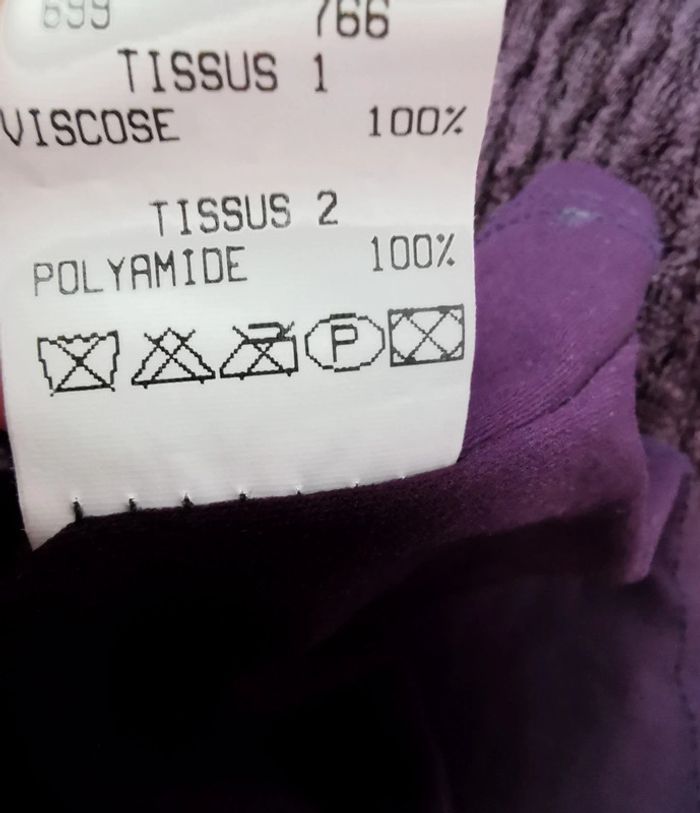 699 766
TISSUS 1
VISCOSE 100%
TISSUS 2
POLYAMIDE 100%
P